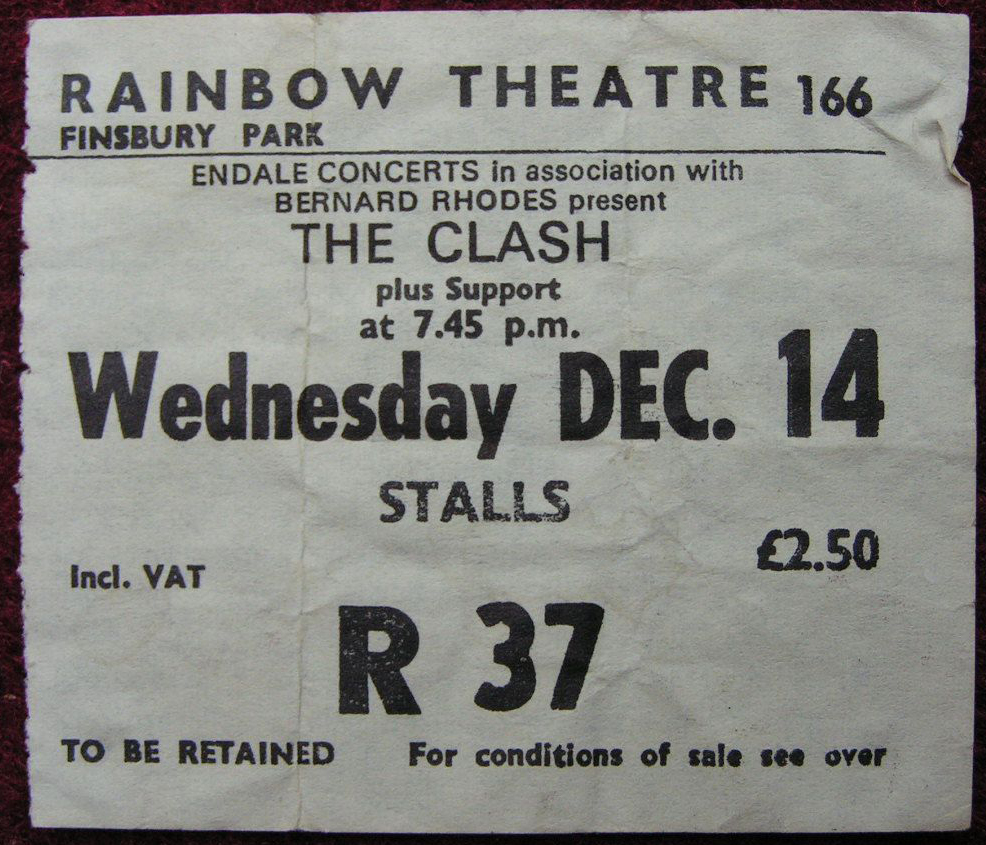 RAINBOW THEATRE 166
FINSBURY PARK
ENDALE CONCERTS in association with
BERNARD RHODES present
THE CLASH
plus Support
at 7.45 p.m.
Wednesday DEC. 14
STALLS
£2.50
Incl. VAT
R 37
TO BE RETAINED For conditions of sale see over